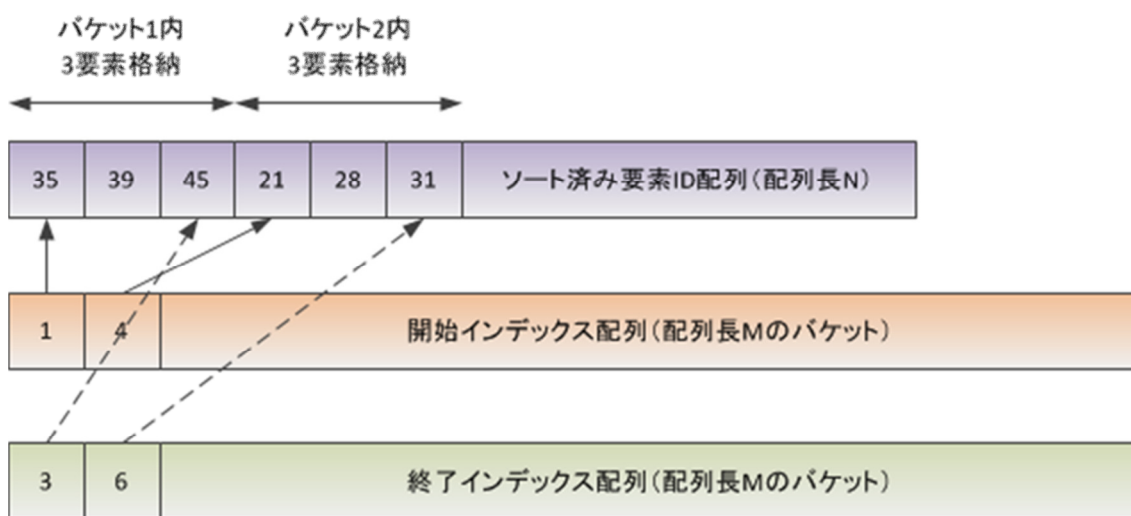 バケット1内
3要素格納
バケット2内
3要素格納
35 39 45 21 28 31 ソート済み要素ID配列(配列長N)
1 4 開始インデックス配列(配列長Mのバケット)
3 6 終了インデックス配列(配列長Mのバケット)